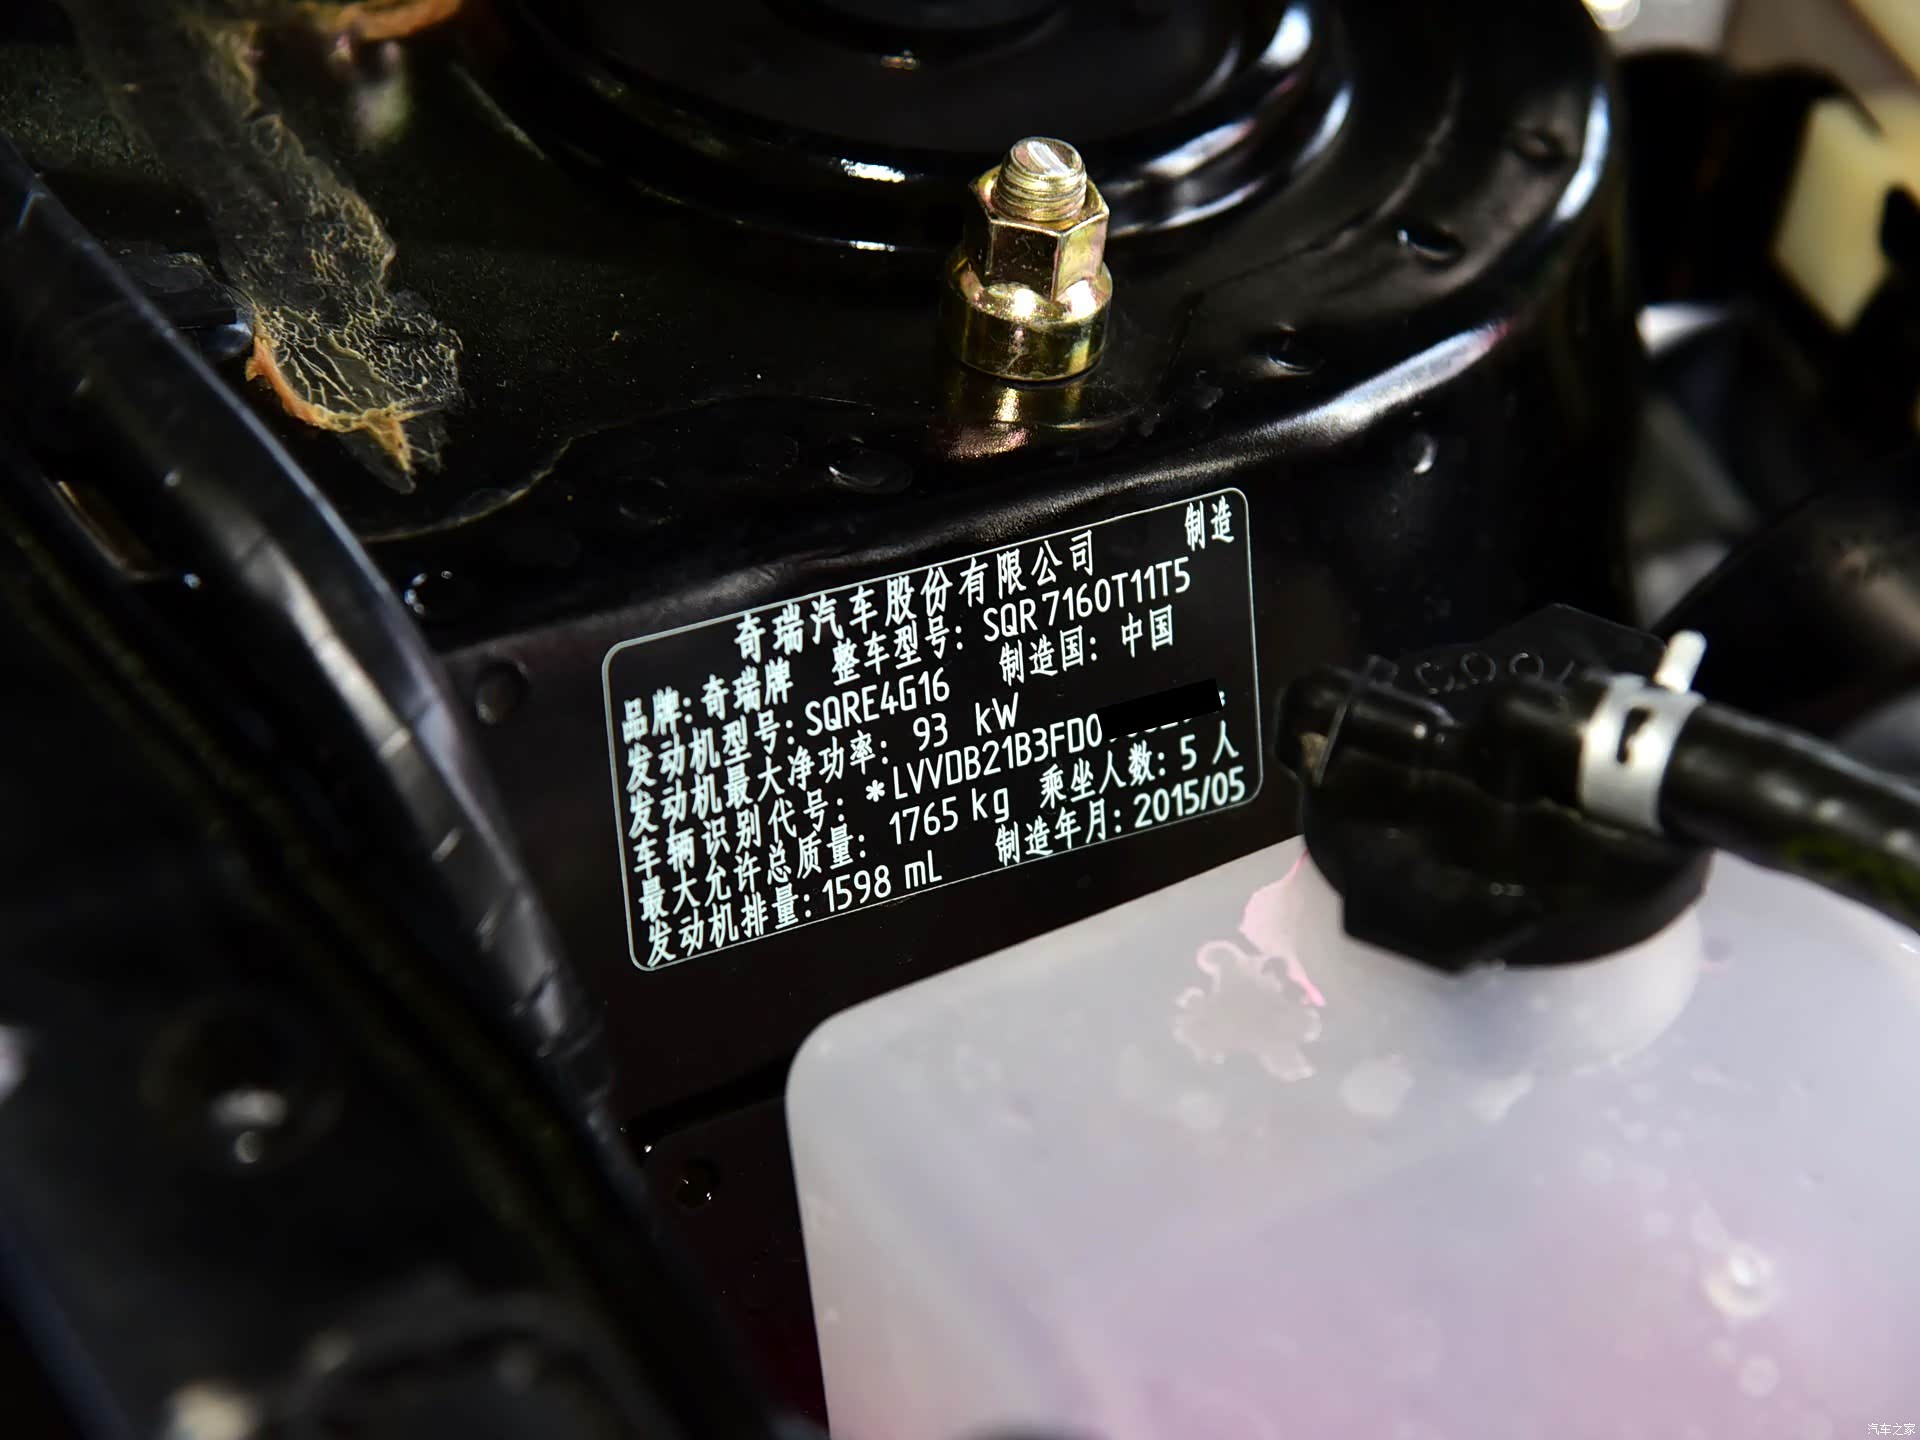 奇瑞汽车股份有限公司 制造
品牌: 奇瑞牌 整车型号: SQR7160T11T5
发动机型号: SQRE4G16 制造国: 中国
发动机最大净功率: 93 kW
车辆识别代号: *LVVDB21B3FD0
最大允许总质量: 1765 kg 乘坐人数: 5 人
发动机排量: 1598 mL 制造年月: 2015/05
汽车之家